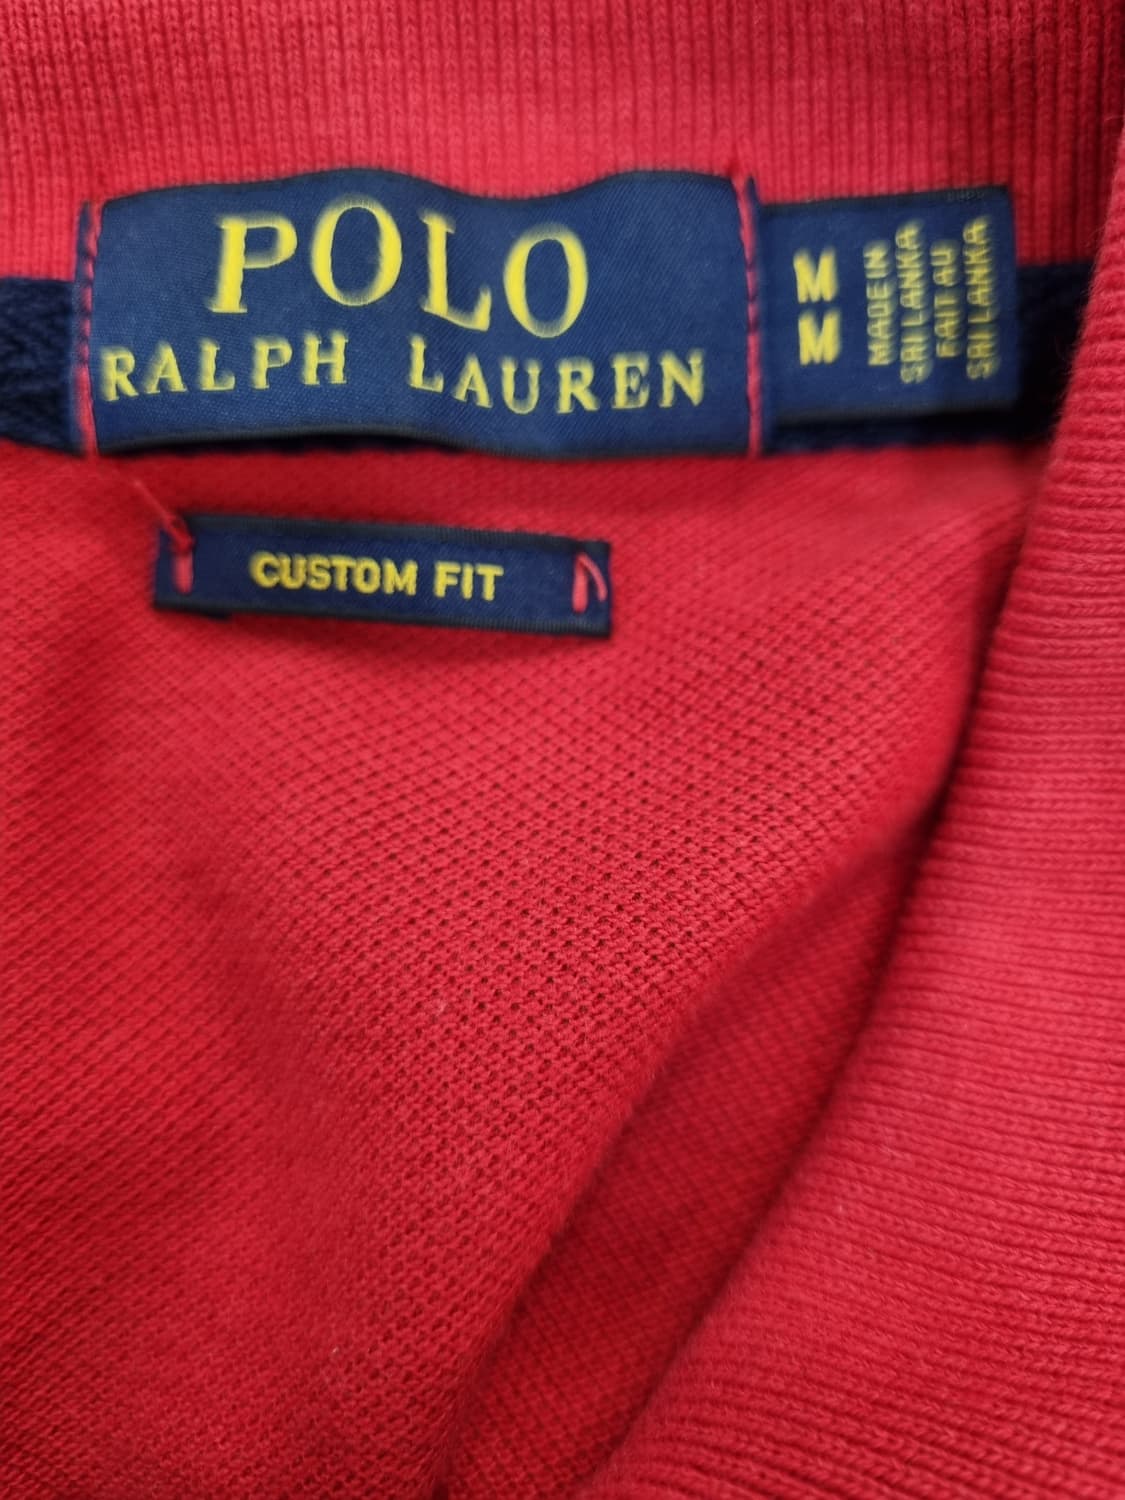 POLO
RALPH LAUREN
M
M
MADE IN
SRI LANKA
FAIT AU
SRI LANKA
CUSTOM FIT